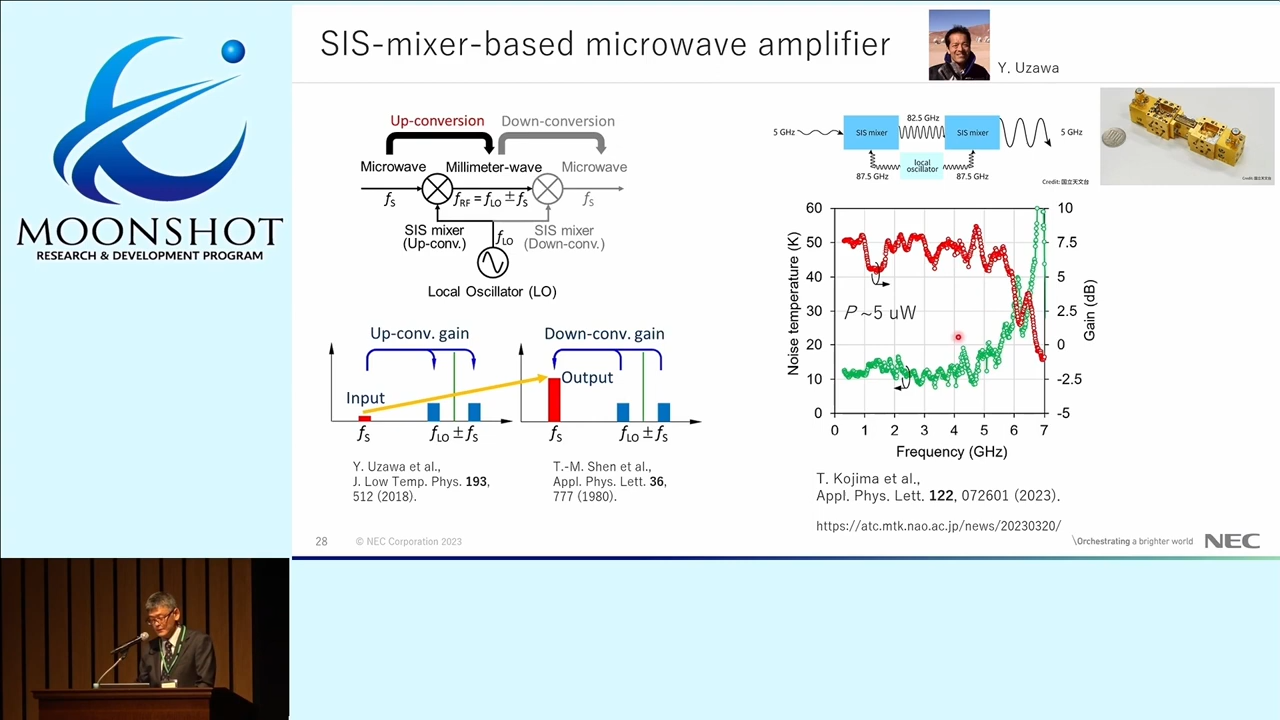 MOONSHOT
RESEARCH & DEVELOPMENT PROGRAM
SIS-mixer-based microwave amplifier
Y. Uzawa
Up-conversion
Down-conversion
Microwave
Millimeter-wave
Microwave
fS
fRF = fLO ± fS
fS
SIS mixer
(Up-conv.)
fLO
SIS mixer
(Down-conv.)
Local Oscillator (LO)
5 GHz
SIS mixer
82.5 GHz
SIS mixer
5 GHz
87.5 GHz
local
oscillator
87.5 GHz
Credit: 国立天文台
Credit: 国立天文台
Up-conv. gain
Input
fS
fLO ± fS
Down-conv. gain
Output
fS
fLO ± fS
Y. Uzawa et al.,
J. Low Temp. Phys. 193,
512 (2018).
T.-M. Shen et al.,
Appl. Phys. Lett. 36,
777 (1980).
Noise temperature (K)
60
50
40
30
20
10
0
P ~5 uW
10
7.5
5
2.5
0
-2.5
-5
Gain (dB)
0 1 2 3 4 5 6 7
Frequency (GHz)
T. Kojima et al.,
Appl. Phys. Lett. 122, 072601 (2023).
https://atc.mtk.nao.ac.jp/news/20230320/
28
© NEC Corporation 2023
\Orchestrating a brighter world
NEC